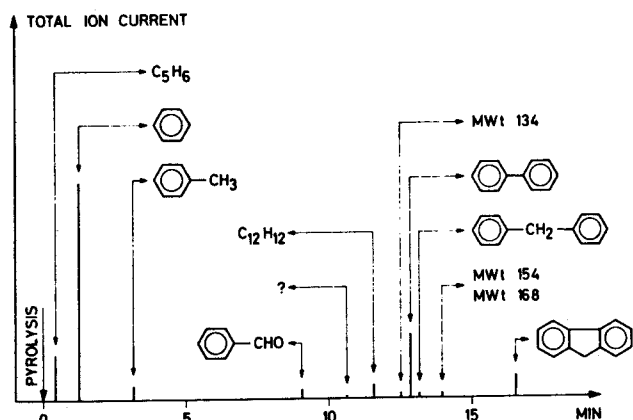 TOTAL ION CURRENT
C5H6
MWt 134
CH3
C12H12
CH2
?
MWt 154
MWt 168
CHO
PYROLYSIS
0 5 10 15 MIN